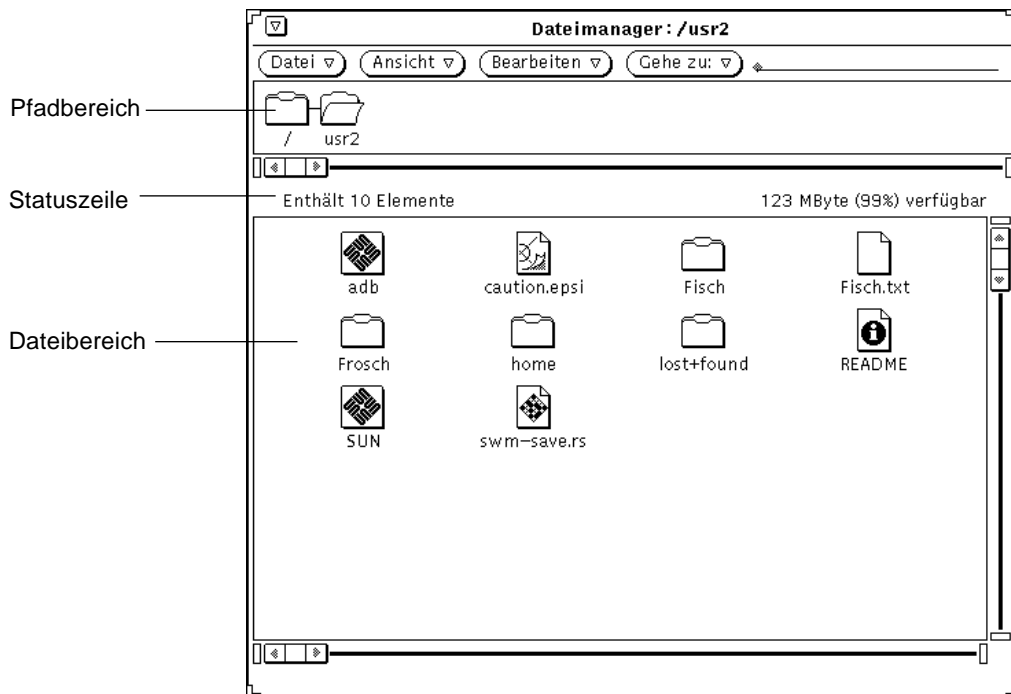 Dateimanager: /usr2
Datei Ansicht Bearbeiten Gehe zu:
Pfadbereich
/ usr2
Statuszeile
Enthält 10 Elemente 123 MByte (99%) verfügbar
adb caution.epsi Fisch Fisch.txt
Dateibereich
Frosch home lost+found README
SUN swm-save.rs